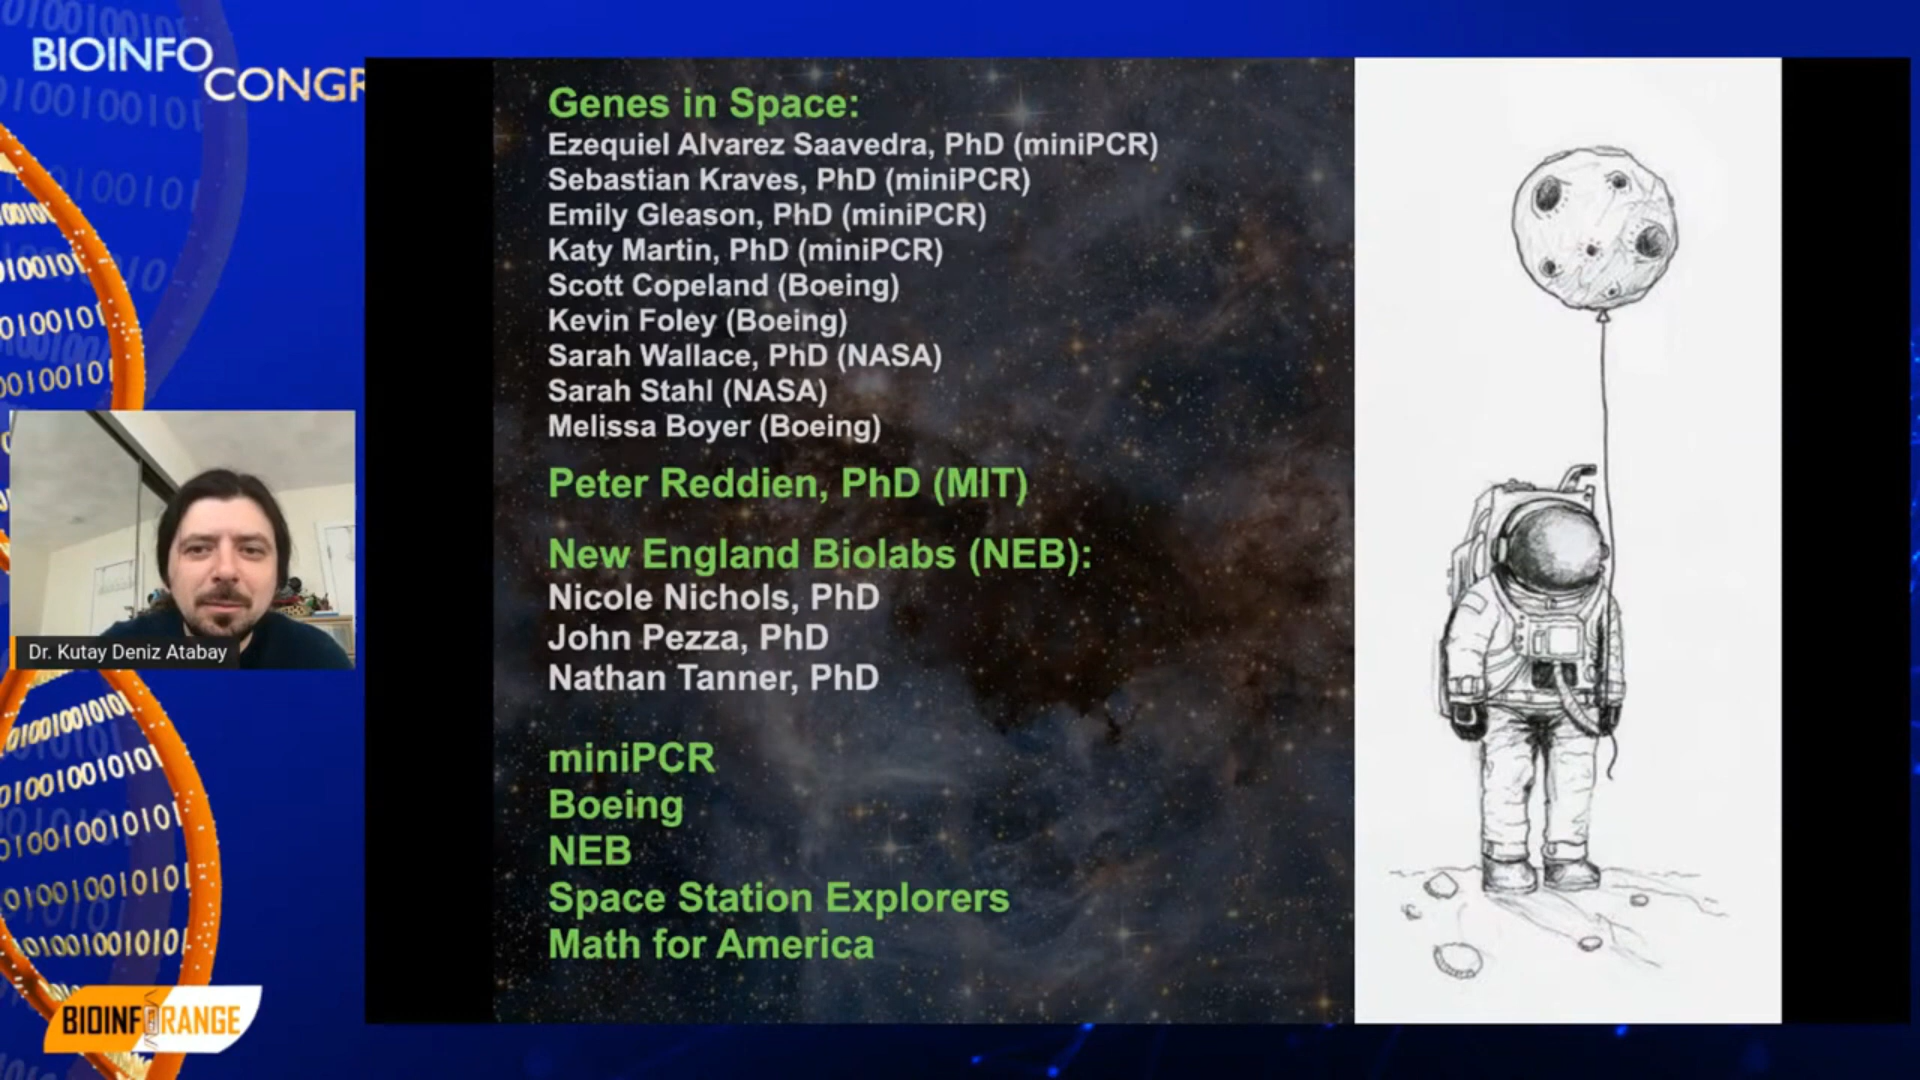 BIOINFO
CONGR
Genes in Space:
Ezequiel Alvarez Saavedra, PhD (miniPCR)
Sebastian Kraves, PhD (miniPCR)
Emily Gleason, PhD (miniPCR)
Katy Martin, PhD (miniPCR)
Scott Copeland (Boeing)
Kevin Foley (Boeing)
Sarah Wallace, PhD (NASA)
Sarah Stahl (NASA)
Melissa Boyer (Boeing)
Peter Reddien, PhD (MIT)
New England Biolabs (NEB):
Nicole Nichols, PhD
John Pezza, PhD
Nathan Tanner, PhD
miniPCR
Boeing
NEB
Space Station Explorers
Math for America
Dr. Kutay Deniz Atabay
BIOINFORANGE